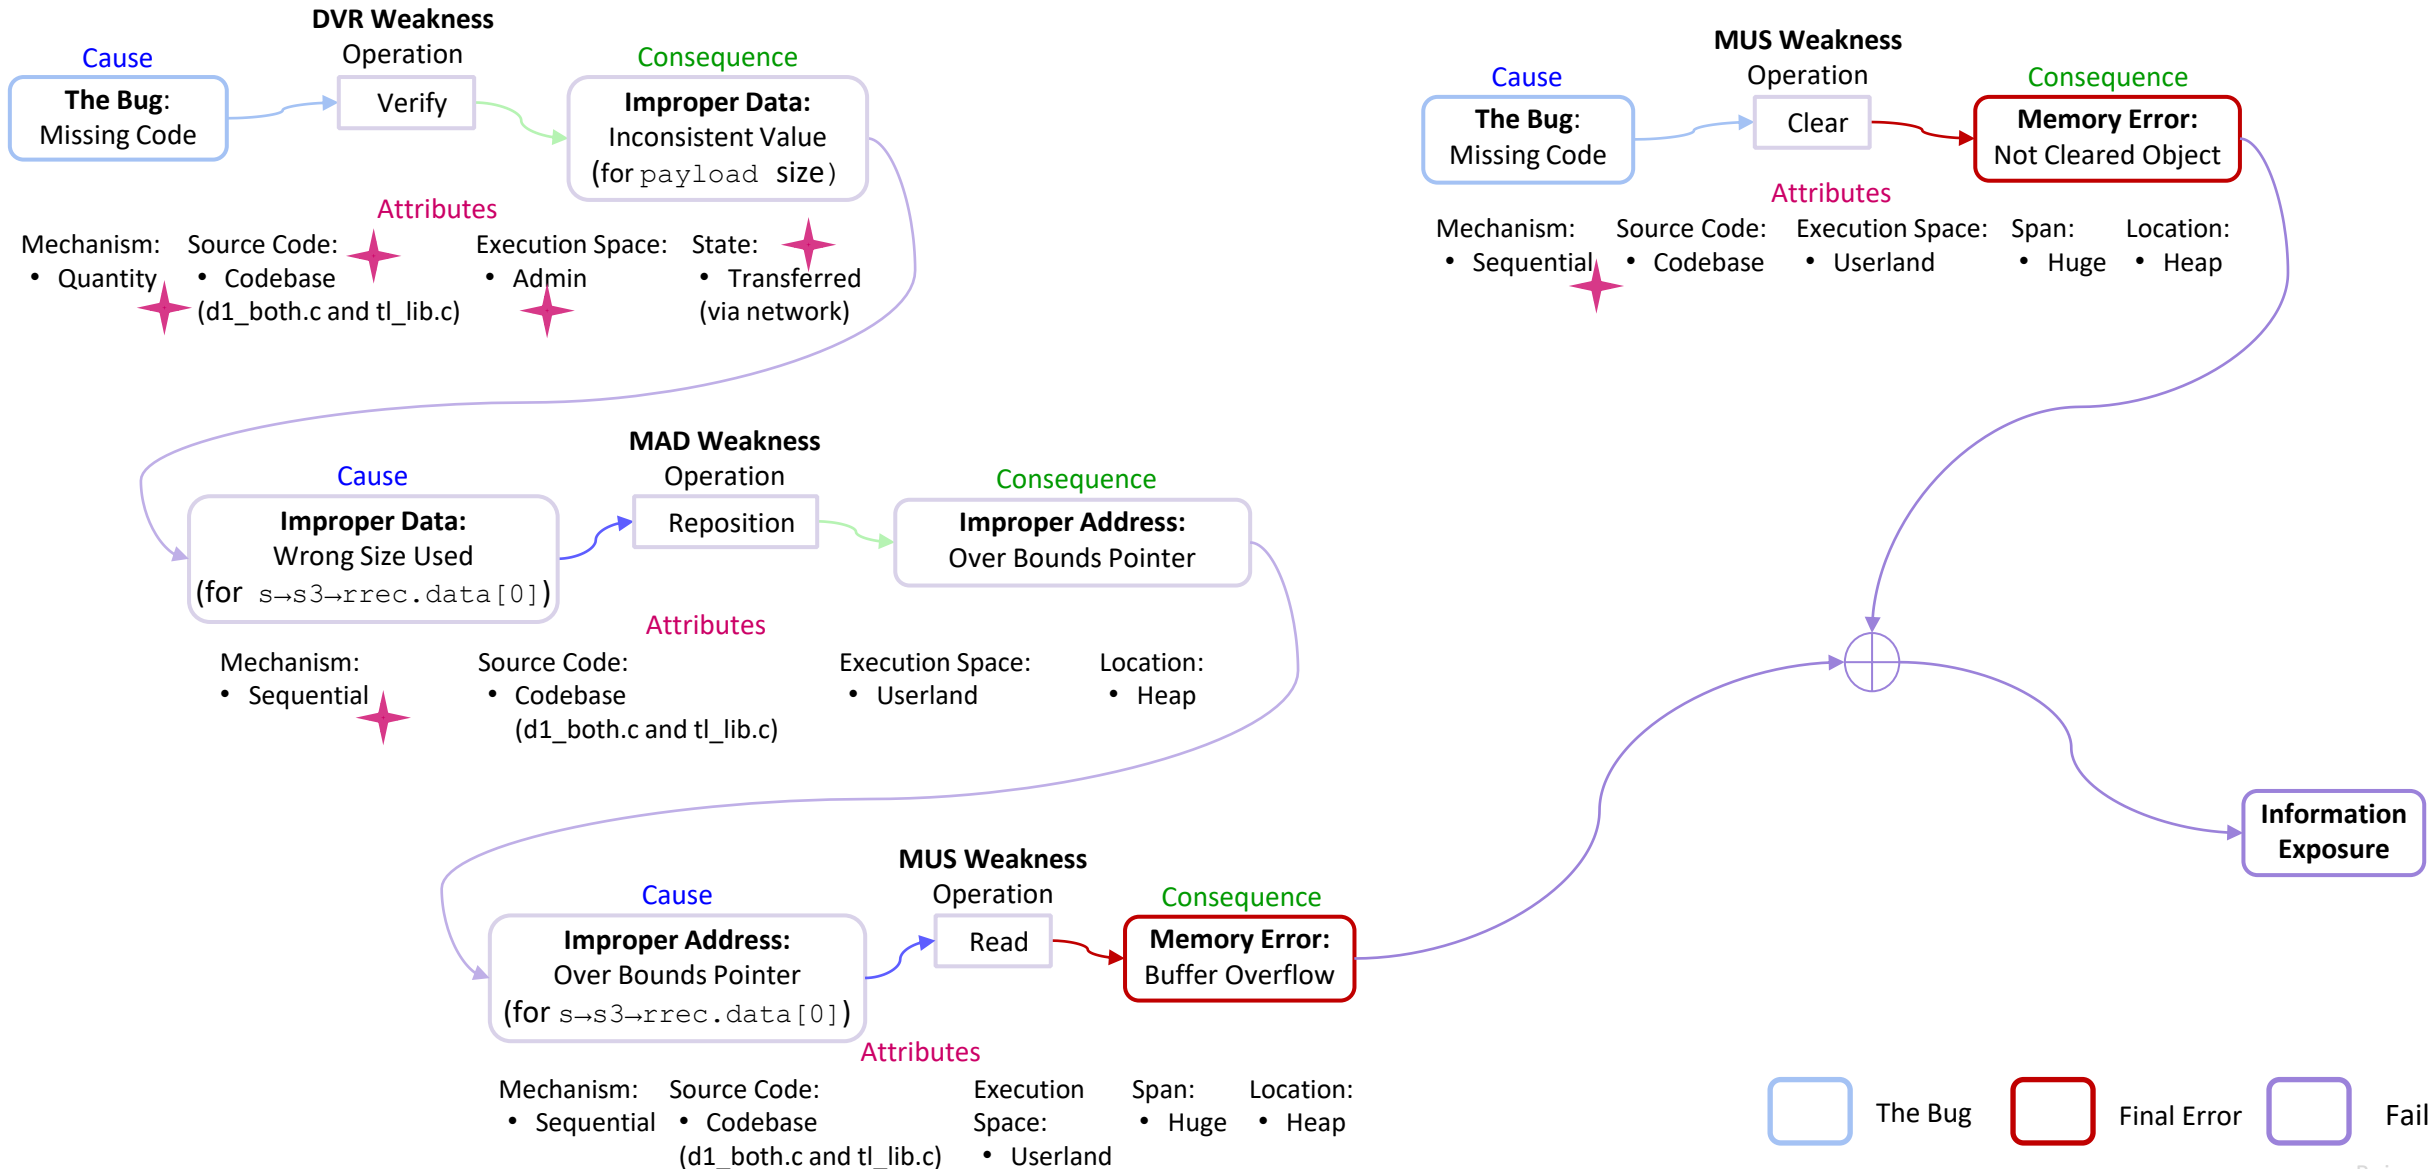 DVR Weakness
Cause
Operation
Consequence
The Bug:
Missing Code
Verify
Improper Data:
Inconsistent Value
(for payload size)
Attributes
Mechanism:
• Quantity
Source Code:
• Codebase
(d1_both.c and tl_lib.c)
Execution Space:
• Admin
State:
• Transferred
(via network)
MUS Weakness
Cause
Operation
Consequence
The Bug:
Missing Code
Clear
Memory Error:
Not Cleared Object
Attributes
Mechanism:
• Sequential
Source Code:
• Codebase
Execution Space:
• Userland
Span:
• Huge
Location:
• Heap
MAD Weakness
Cause
Operation
Consequence
Improper Data:
Wrong Size Used
(for s→s3→rrec.data[0])
Reposition
Improper Address:
Over Bounds Pointer
Attributes
Mechanism:
• Sequential
Source Code:
• Codebase
(d1_both.c and tl_lib.c)
Execution Space:
• Userland
Location:
• Heap
MUS Weakness
Cause
Operation
Consequence
Improper Address:
Over Bounds Pointer
(for s→s3→rrec.data[0])
Read
Memory Error:
Buffer Overflow
Attributes
Mechanism:
• Sequential
Source Code:
• Codebase
(d1_both.c and tl_lib.c)
Execution
Space:
• Userland
Span:
• Huge
Location:
• Heap
Information
Exposure
The Bug
Final Error
Fail